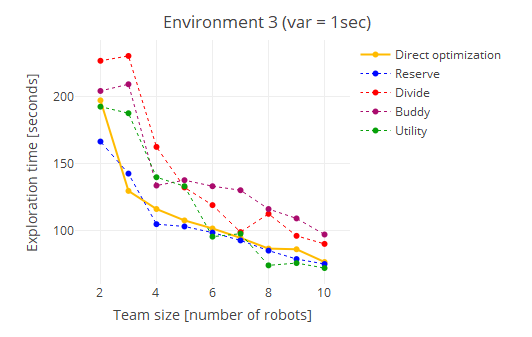 Environment 3 (var = 1sec)
Direct optimization
Reserve
Divide
Buddy
Utility
Exploration time [seconds]
200
150
100
2 4 6 8 10
Team size [number of robots]